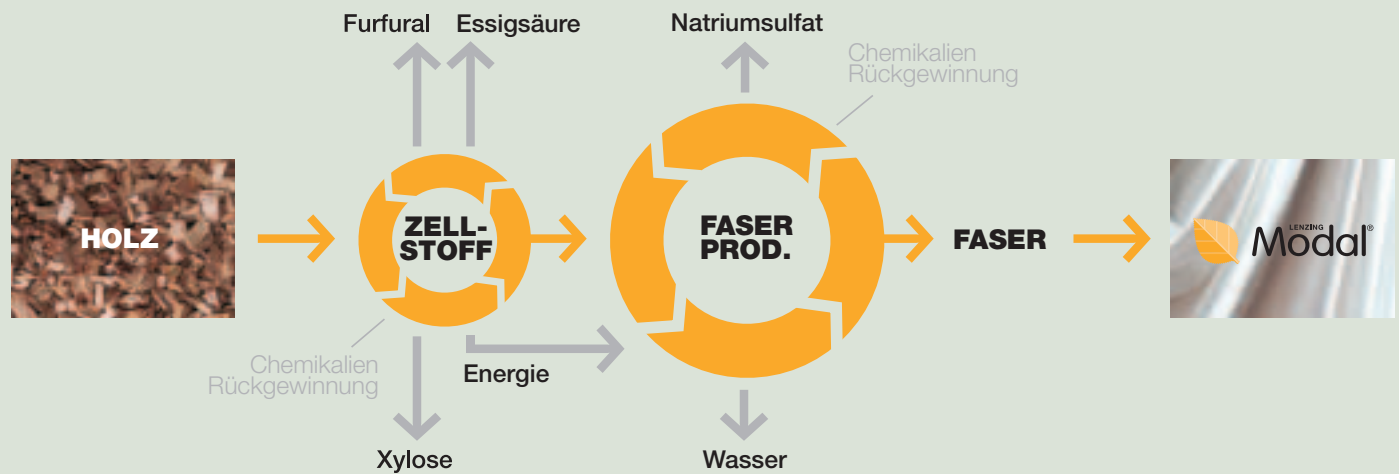 Furfural
Essigsäure
Natriumsulfat
Chemikalien
Rückgewinnung
HOLZ
ZELL-
STOFF
FASER
PROD.
FASER
LENZING
Modal®
Chemikalien
Rückgewinnung
Energie
Xylose
Wasser